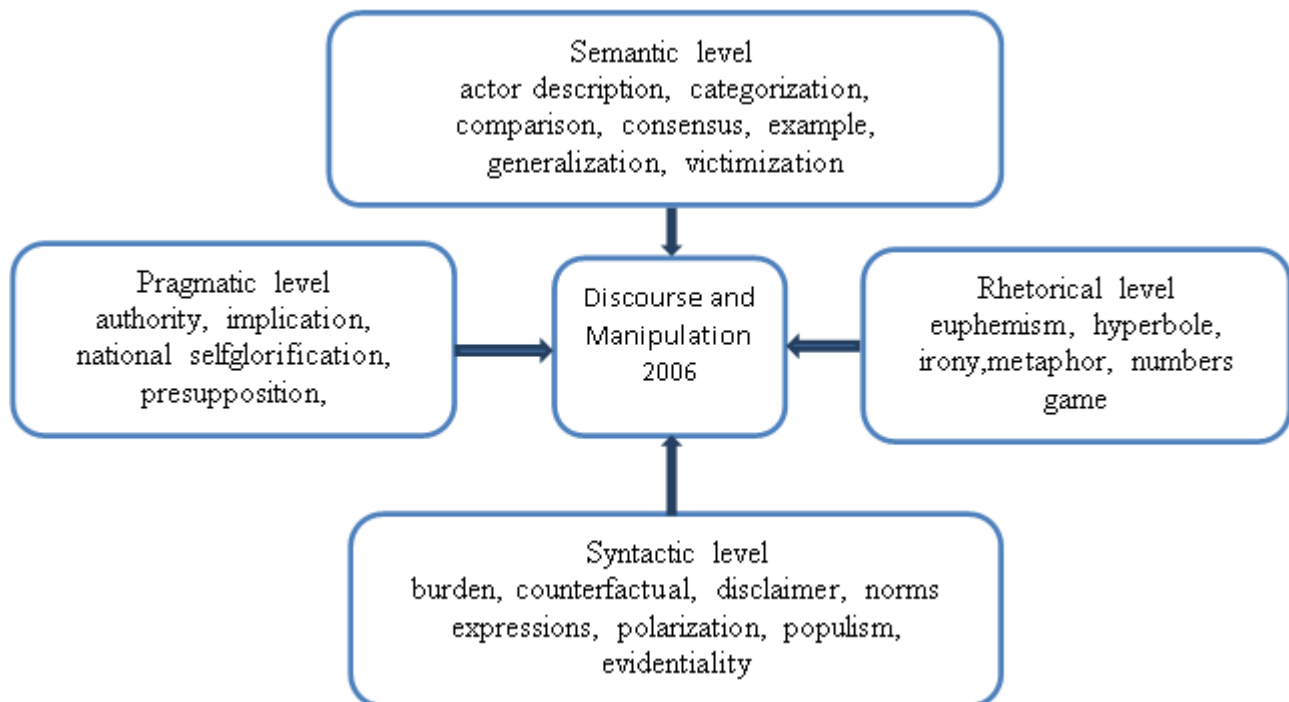 Semantic level
actor description, categorization,
comparison, consensus, example,
generalization, victimization
Pragmatic level
authority, implication,
national selfglorification,
presupposition,
Discourse and
Manipulation
2006
Rhetorical level
euphemism, hyperbole,
irony,metaphor, numbers
game
Syntactic level
burden, counterfactual, disclaimer, norms
expressions, polarization, populism,
evidentiality